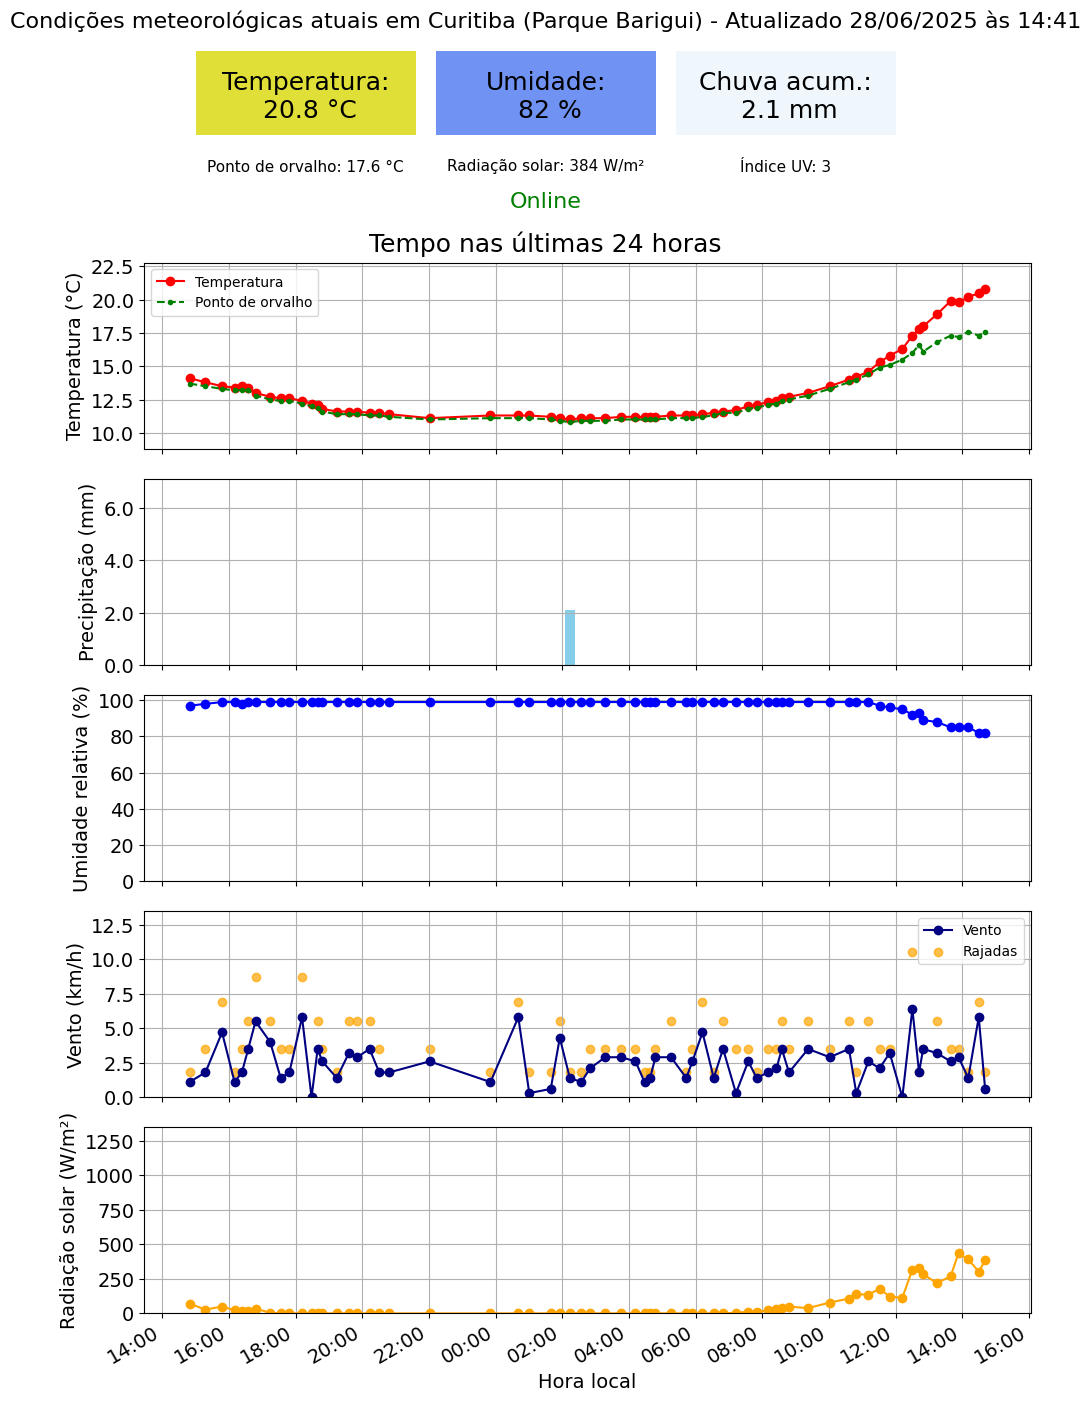 Condições meteorológicas atuais em Curitiba (Parque Barigui) - Atualizado 28/06/2025 às 14:41
Temperatura:
20.8 °C
Umidade:
82 %
Chuva acum.:
2.1 mm
Ponto de orvalho: 17.6 °C
Radiação solar: 384 W/m²
Índice UV: 3
Online
Tempo nas últimas 24 horas
Temperatura (°C)
22.5
20.0
17.5
15.0
12.5
10.0
Temperatura
Ponto de orvalho
Precipitação (mm)
6.0
4.0
2.0
0.0
Umidade relativa (%)
100
80
60
40
20
0
Vento (km/h)
12.5
10.0
7.5
5.0
2.5
0.0
Vento
Rajadas
Radiação solar (W/m²)
1250
1000
750
500
250
0
14:00
16:00
18:00
20:00
22:00
00:00
02:00
04:00
06:00
08:00
10:00
12:00
14:00
16:00
Hora local